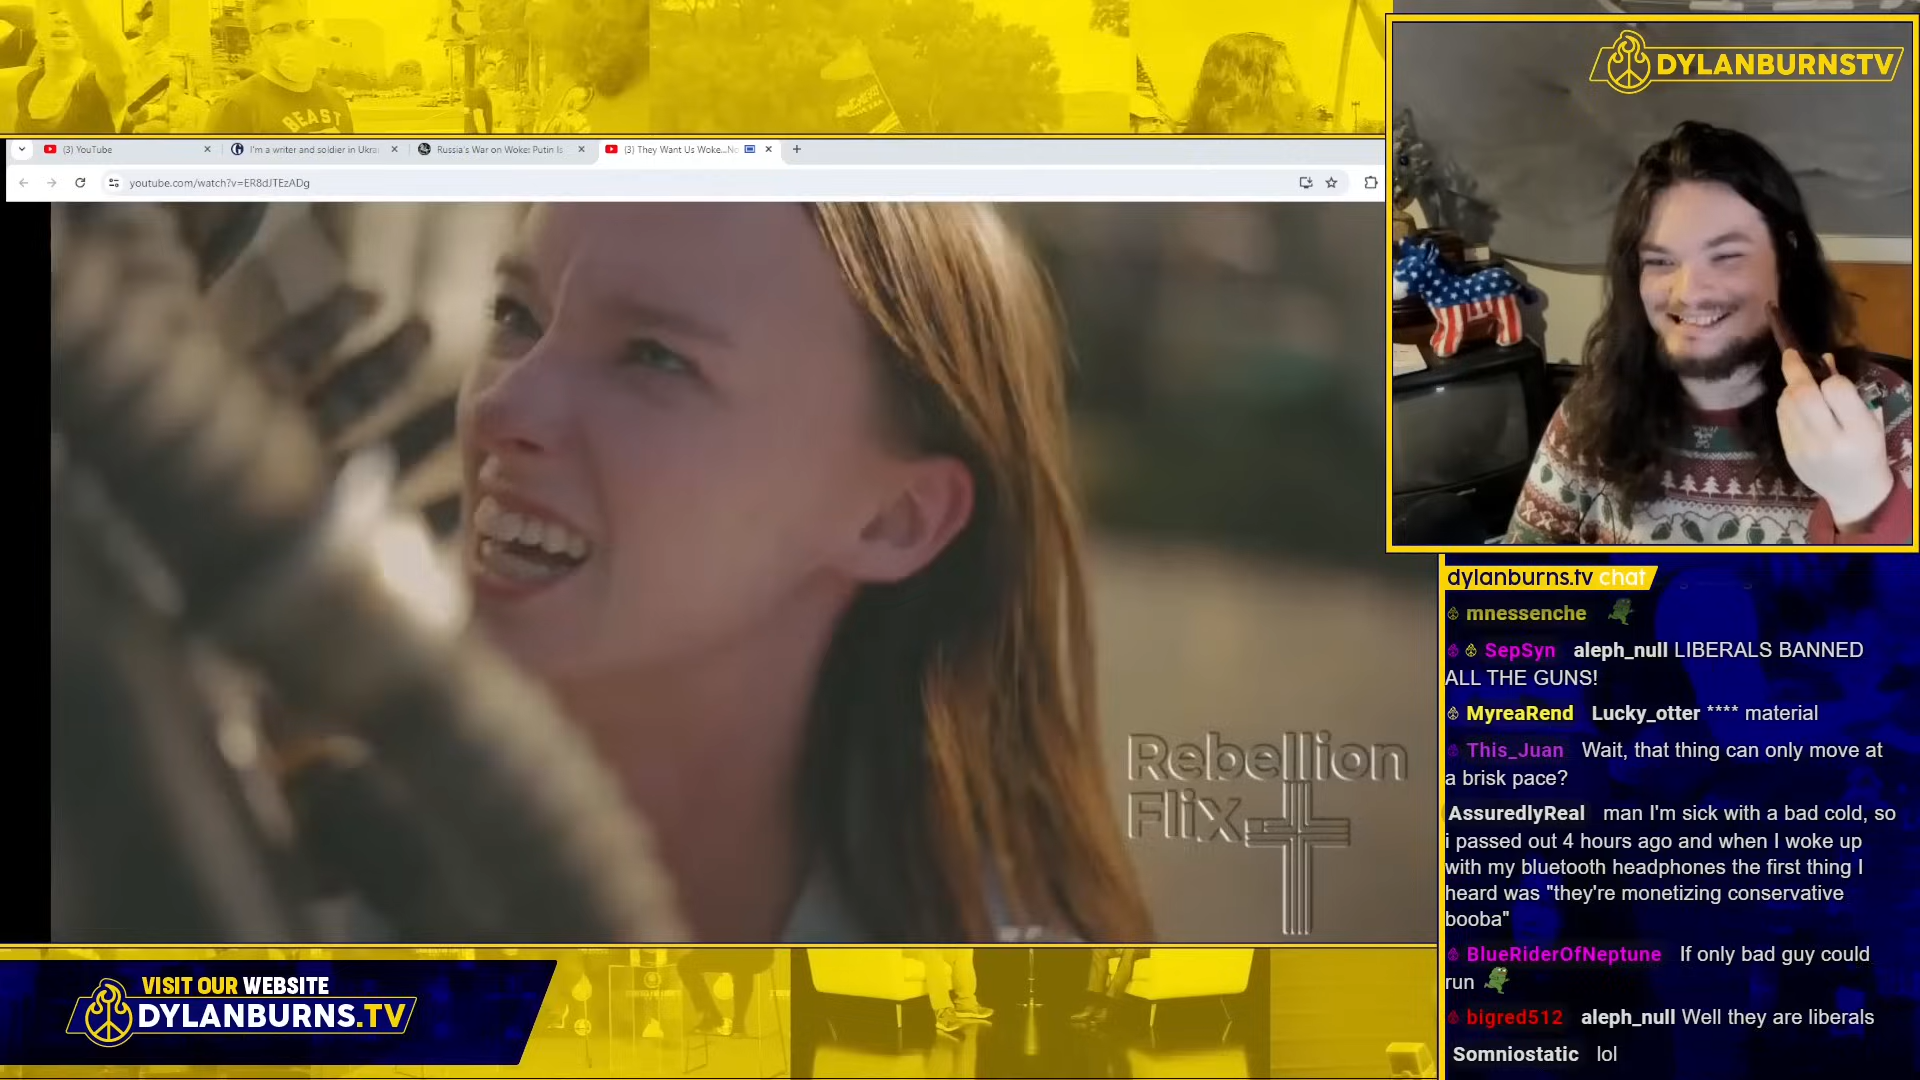 BEAST
(3) YouTube
I'm a writer and soldier in Ukra
Russia's War on Woke: Putin Is
(3) They Want Us Woke...No
youtube.com/watch?v=ER8dJTEzADg
DYLANBURNSTV
Rebellion
Flix
dylanburns.tv chat
mnessenche
SepSyn aleph_null LIBERALS BANNED
ALL THE GUNS!
MyreaRend Lucky_otter **** material
This_Juan Wait, that thing can only move at
a brisk pace?
AssuredlyReal man I'm sick with a bad cold, so
i passed out 4 hours ago and when I woke up
with my bluetooth headphones the first thing I
heard was "they're monetizing conservative
booba"
BlueRiderOfNeptune If only bad guy could
run
bigred512 aleph_null Well they are liberals
Somniostatic lol
VISIT OUR WEBSITE
DYLANBURNS.TV